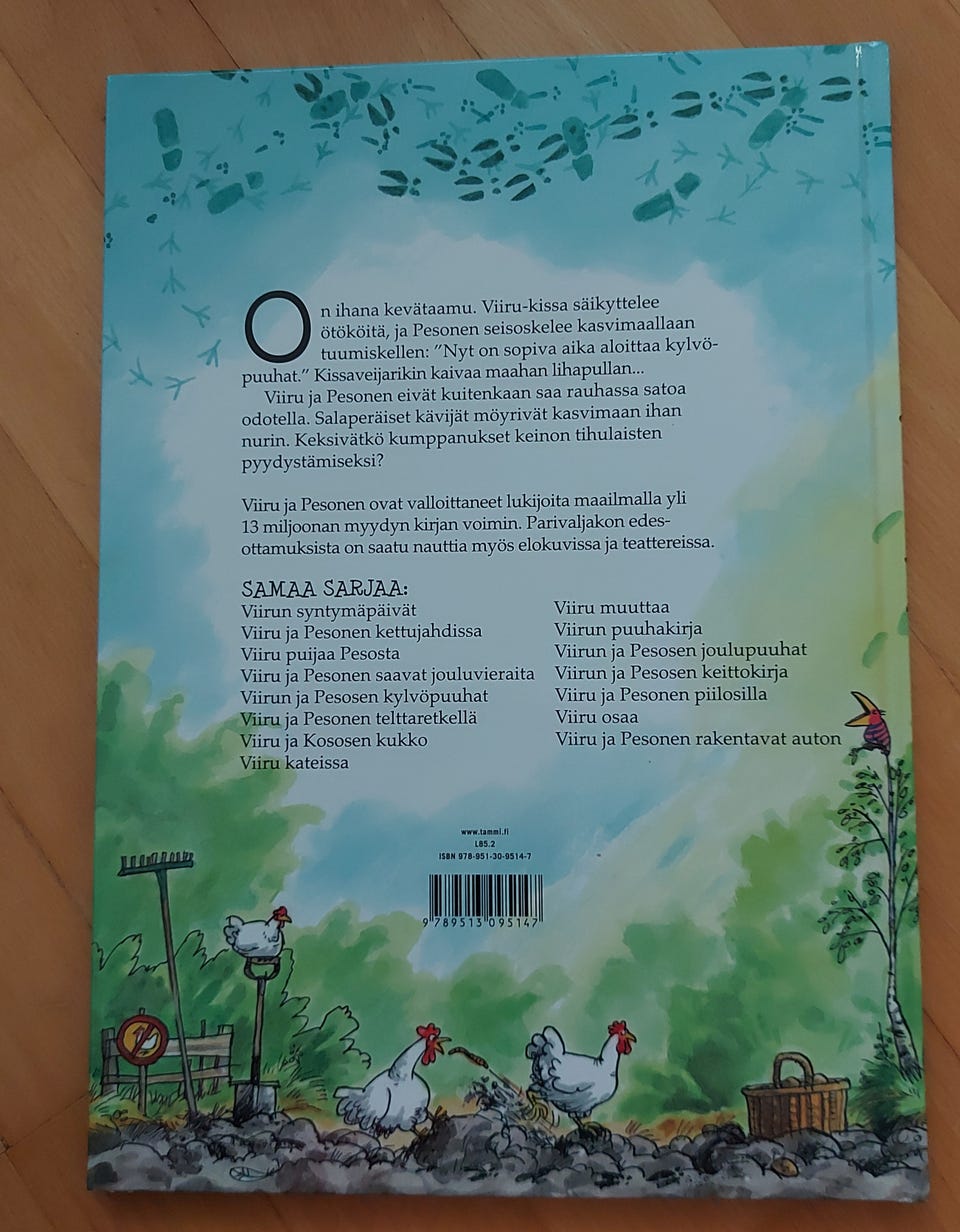 On ihana kevätaamu. Viiru-kissa säikyttelee
ötököitä, ja Pesonen seisoskelee kasvimaallaan
tuumiskellen: ”Nyt on sopiva aika aloittaa kylvö-
puuhat.” Kissaveijarikin kaivaa maahan lihapullan...
Viiru ja Pesonen eivät kuitenkaan saa rauhassa satoa
odotella. Salaperäiset kävijät möyrivät kasvimaan ihan
nurin. Keksivätkö kumppanukset keinon tihulaisten
pyydystämiseksi?
Viiru ja Pesonen ovat valloittaneet lukijoita maailmalla yli
13 miljoonan myydyn kirjan voimin. Parivaljakon edes-
ottamuksista on saatu nauttia myös elokuvissa ja teattereissa.
SAMAA SARJAA:
Viirun syntymäpäivät
Viiru ja Pesonen kettujahdissa
Viiru puijaa Pesosta
Viiru ja Pesonen saavat jouluvieraita
Viirun ja Pesosen kylvöpuuhat
Viiru ja Pesonen telttaretkellä
Viiru ja Kososen kukko
Viiru kateissa
Viiru muuttaa
Viirun puuhakirja
Viirun ja Pesosen joulupuuhat
Viirun ja Pesosen keittokirja
Viiru ja Pesonen piilosilla
Viiru osaa
Viiru ja Pesonen rakentavat auton
www.tammi.fi
L85.2
ISBN 978-951-30-9514-7
9 789513 095147